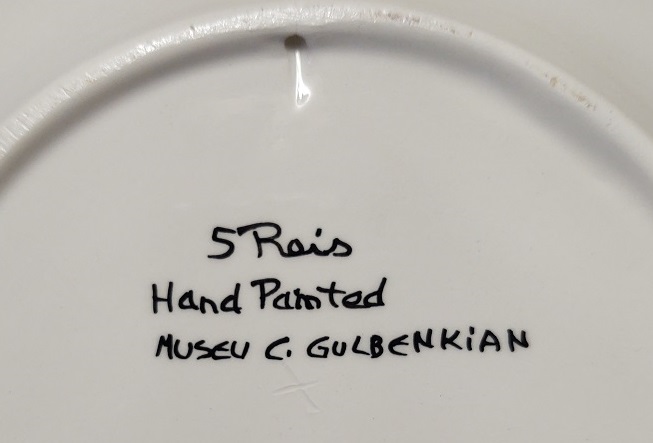 5 Reis
Hand Painted
MUSEU C. GULBENKIAN